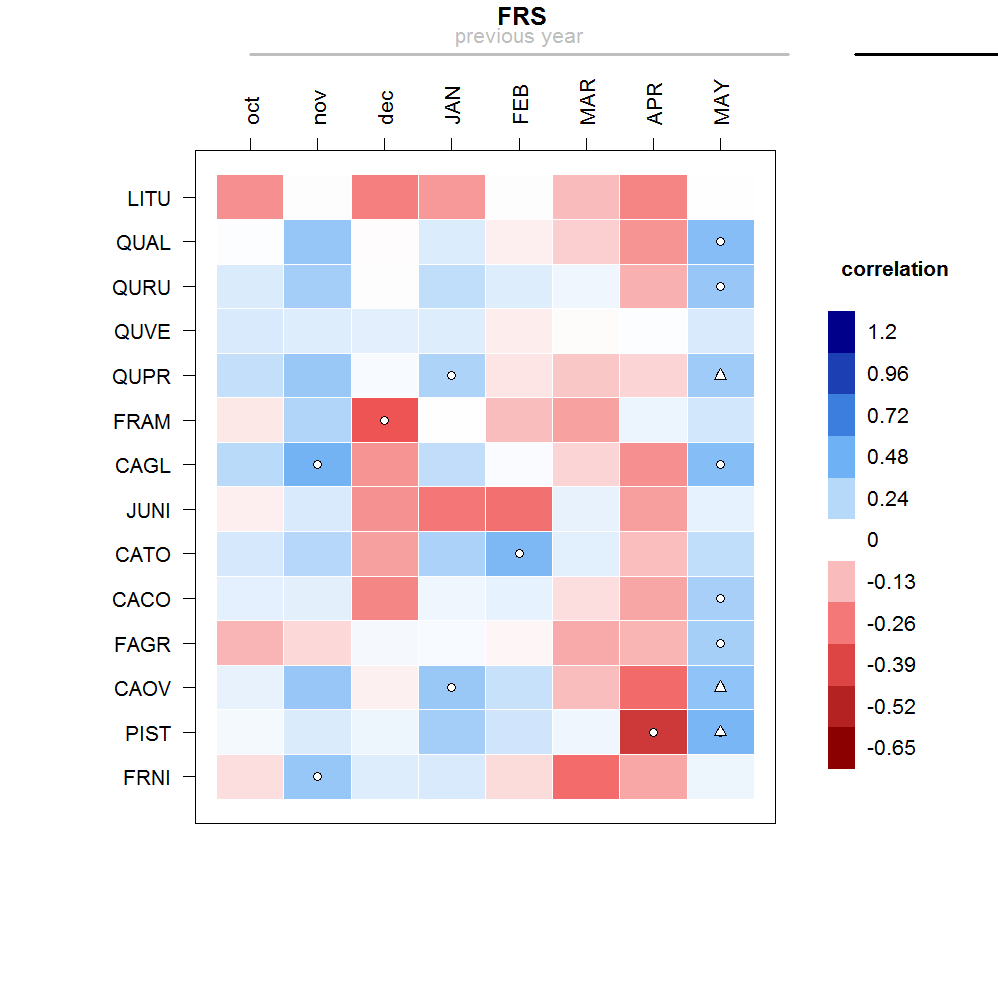 FRS
previous year
oct nov dec JAN FEB MAR APR MAY
LITU
QUAL
QURU
QUVE
QUPR
FRAM
CAGL
JUNI
CATO
CACO
FAGR
CAOV
PIST
FRNI
correlation
1.2
0.96
0.72
0.48
0.24
0
-0.13
-0.26
-0.39
-0.52
-0.65